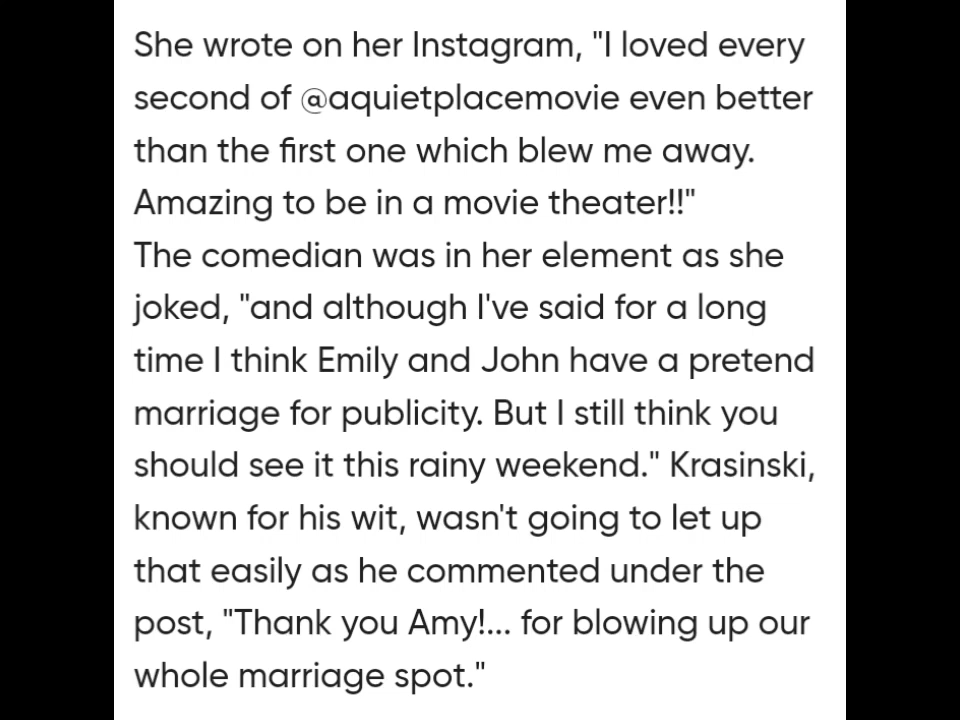 She wrote on her Instagram, "I loved every
second of @aquietplacemovie even better
than the first one which blew me away.
Amazing to be in a movie theater!!"
The comedian was in her element as she
joked, "and although I've said for a long
time I think Emily and John have a pretend
marriage for publicity. But I still think you
should see it this rainy weekend." Krasinski,
known for his wit, wasn't going to let up
that easily as he commented under the
post, "Thank you Amy!... for blowing up our
whole marriage spot."